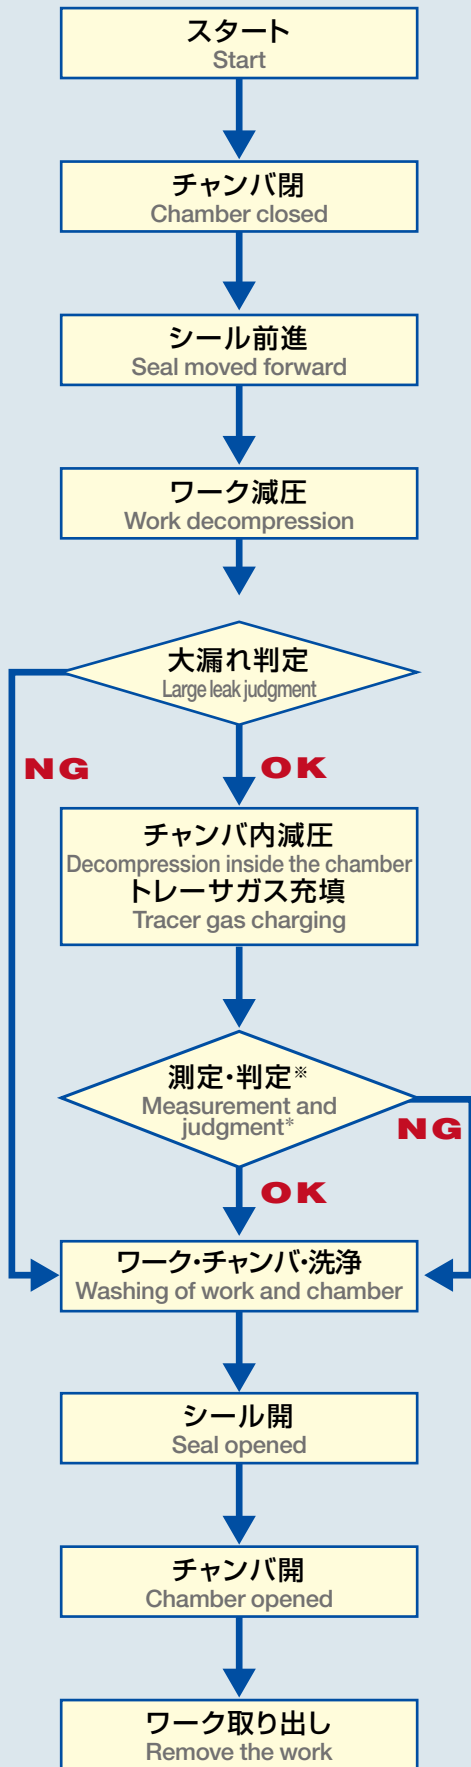 スタート
Start
チャンバ閉
Chamber closed
シール前進
Seal moved forward
ワーク減圧
Work decompression
大漏れ判定
Large leak judgment
NG
OK
チャンバ内減圧
Decompression inside the chamber
トレーサガス充填
Tracer gas charging
測定・判定※
Measurement and
judgment*
NG
OK
ワーク・チャンバ・洗浄
Washing of work and chamber
シール開
Seal opened
チャンバ開
Chamber opened
ワーク取り出し
Remove the work